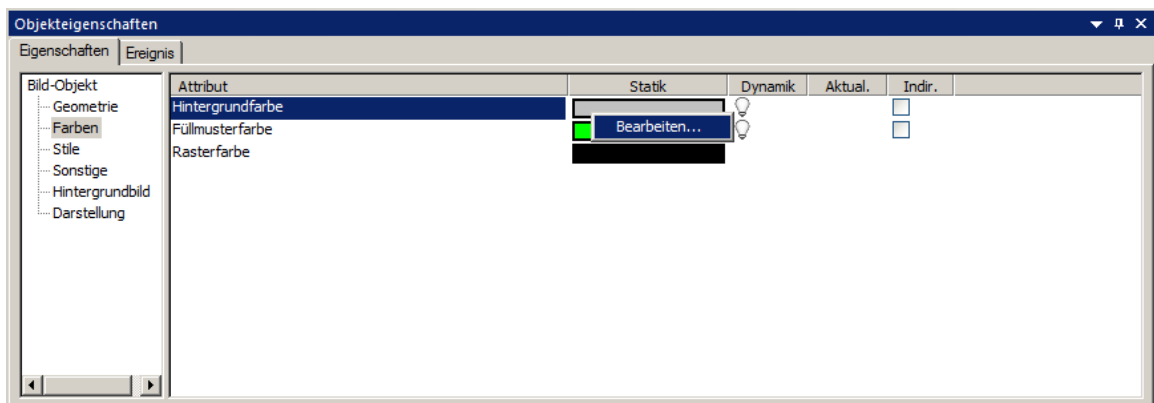 Objekteigenschaften
Eigenschaften Ereignis
Bild-Objekt
Geometrie
Farben
Stile
Sonstige
Hintergrundbild
Darstellung
Attribut Statik Dynamik Aktual. Indir.
Hintergrundfarbe
Füllmusterfarbe
Bearbeiten...
Rasterfarbe